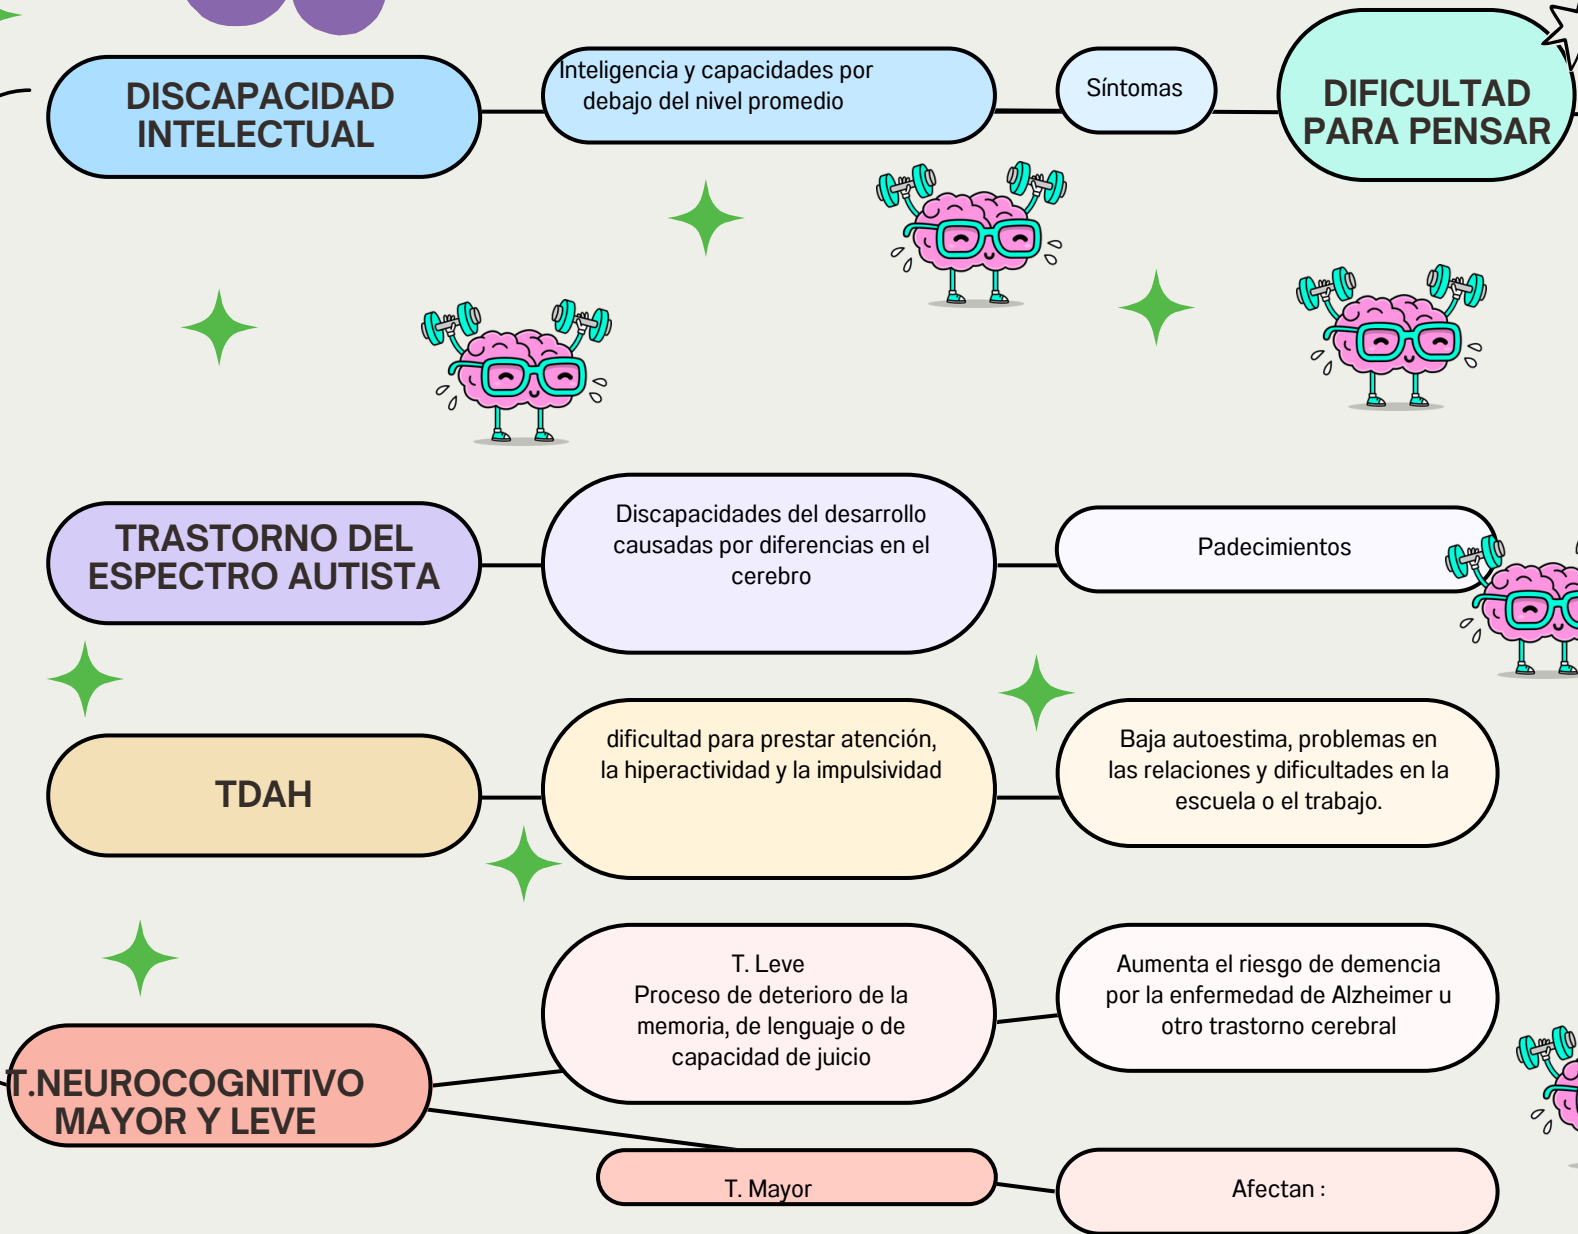 DISCAPACIDAD
INTELECTUAL
Inteligencia y capacidades por
debajo del nivel promedio
Síntomas
DIFICULTAD
PARA PENSAR
TRASTORNO DEL
ESPECTRO AUTISTA
Discapacidades del desarrollo
causadas por diferencias en el
cerebro
Padecimientos
TDAH
dificultad para prestar atención,
la hiperactividad y la impulsividad
Baja autoestima, problemas en
las relaciones y dificultades en la
escuela o el trabajo.
T.NEUROCOGNITIVO
MAYOR Y LEVE
T. Leve
Proceso de deterioro de la
memoria, de lenguaje o de
capacidad de juicio
Aumenta el riesgo de demencia
por la enfermedad de Alzheimer u
otro trastorno cerebral
T. Mayor
Afectan :